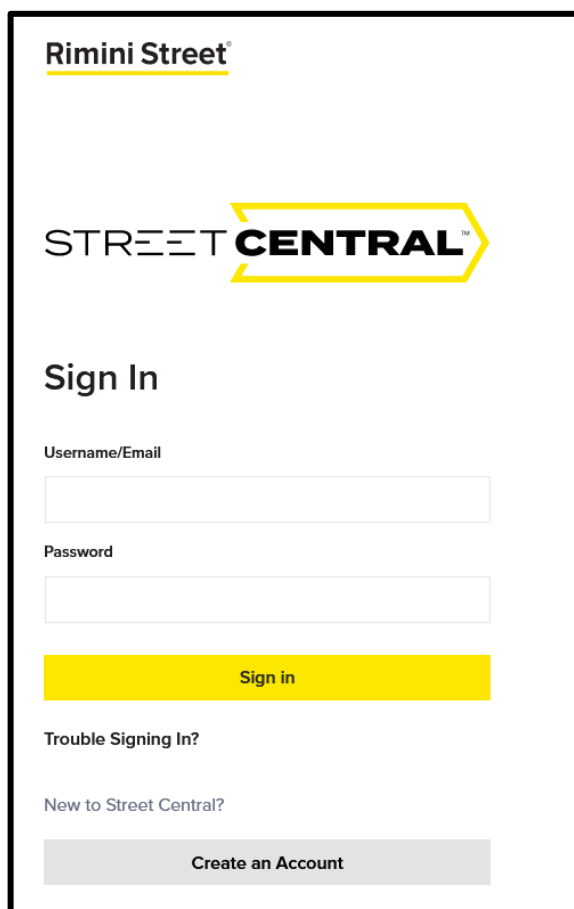 Rimini Street®
STREET CENTRAL™
Sign In
Username/Email
Password
Sign in
Trouble Signing In?
New to Street Central?
Create an Account